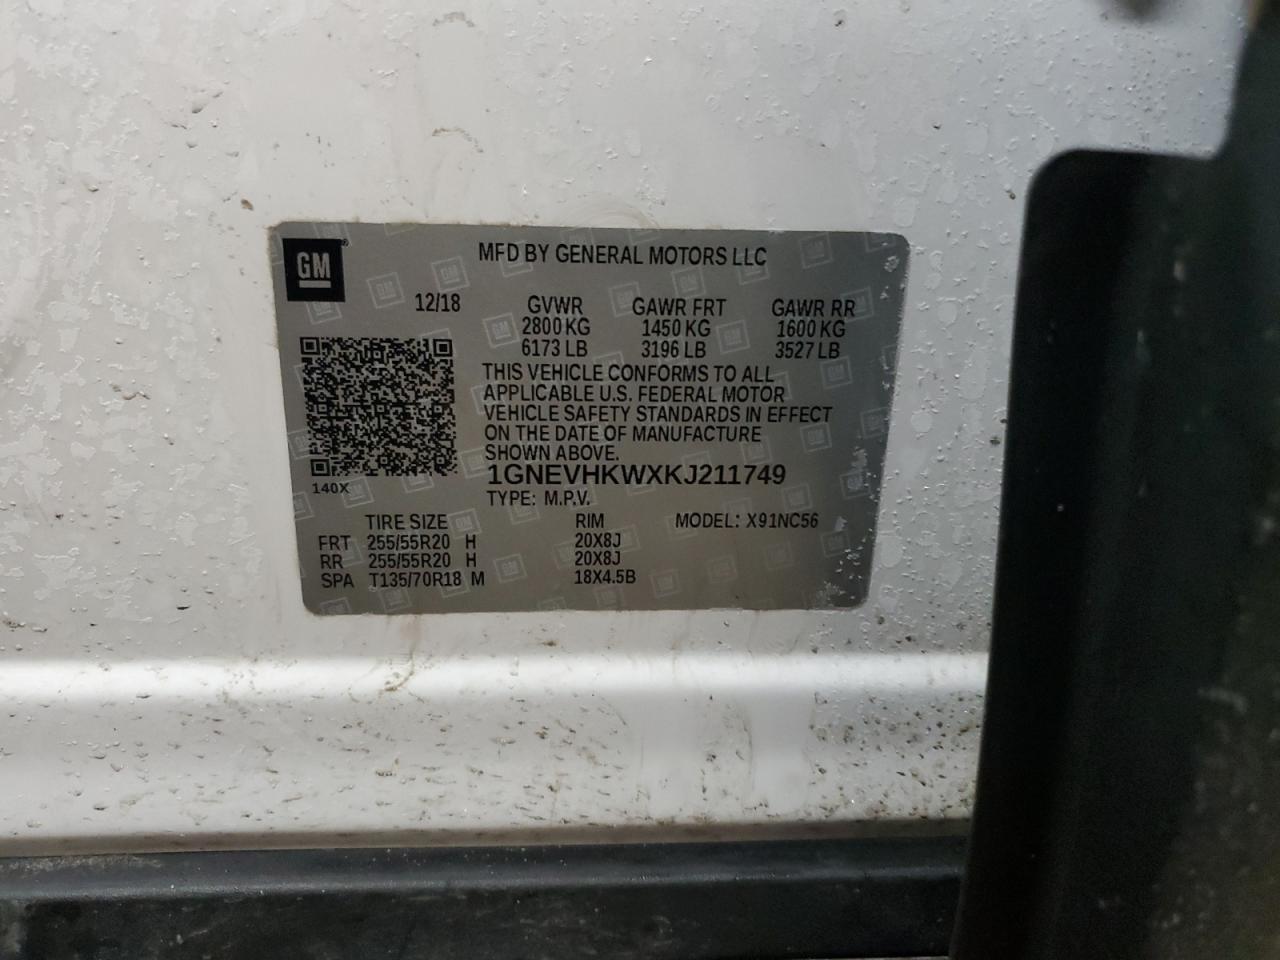 GM®
MFD BY GENERAL MOTORS LLC
12/18 GVWR GAWR FRT GAWR RR
2800 KG 1450 KG 1600 KG
6173 LB 3196 LB 3527 LB
THIS VEHICLE CONFORMS TO ALL
APPLICABLE U.S. FEDERAL MOTOR
VEHICLE SAFETY STANDARDS IN EFFECT
ON THE DATE OF MANUFACTURE
SHOWN ABOVE.
1GNEVHKWXKJ211749
140X
TYPE: M.P.V.
TIRE SIZE RIM MODEL: X91NC56
FRT 255/55R20 H 20X8J
RR 255/55R20 H 20X8J
SPA T135/70R18 M 18X4.5B